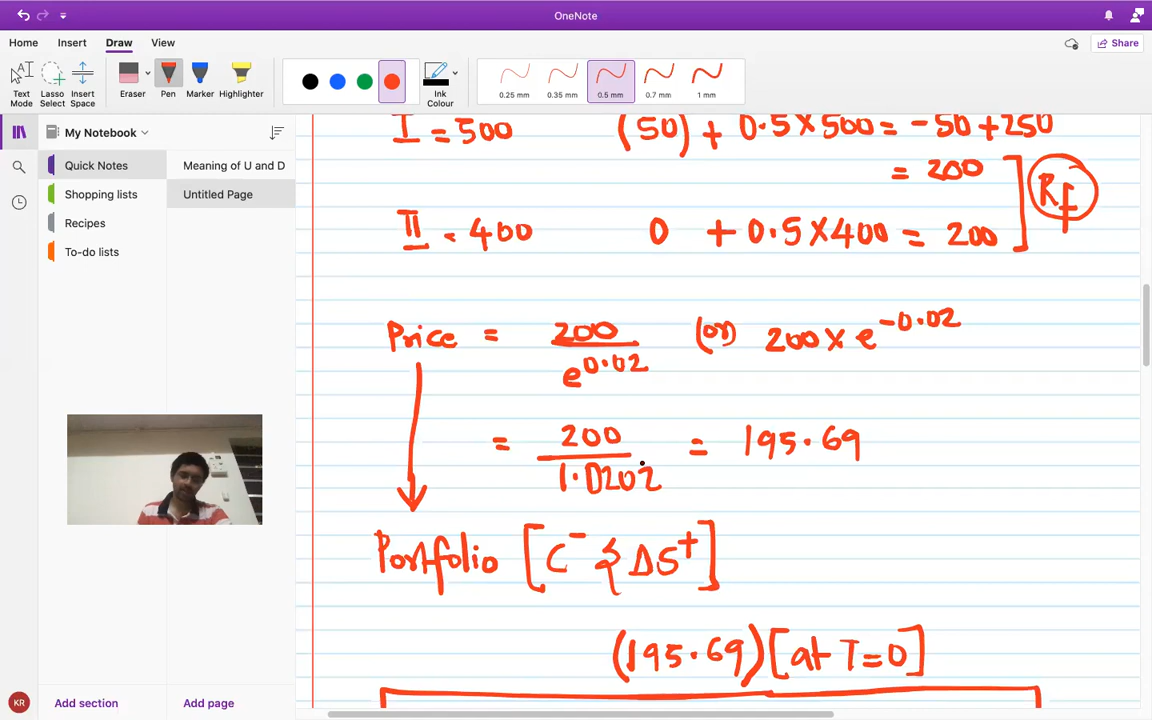 OneNote
Home Insert Draw View
Share
Text Mode
Lasso Select
Insert Space
Eraser
Pen
Marker
Highlighter
Ink Colour
0.25 mm
0.35 mm
0.5 mm
0.7 mm
1 mm
My Notebook
Quick Notes
Shopping lists
Recipes
To-do lists
Meaning of U and D
Untitled Page
I = 500 (50) + 0.5 X 500 = -50 + 250
= 200
Rf
II = 400 0 + 0.5 X 400 = 200
Price = 200 / e^0.02 (or) 200 X e^-0.02
= 200 / 1.0202 = 195.69
Portfolio [C^- { ΔS^+]
(195.69) [at T=0]
KR
Add section
Add page